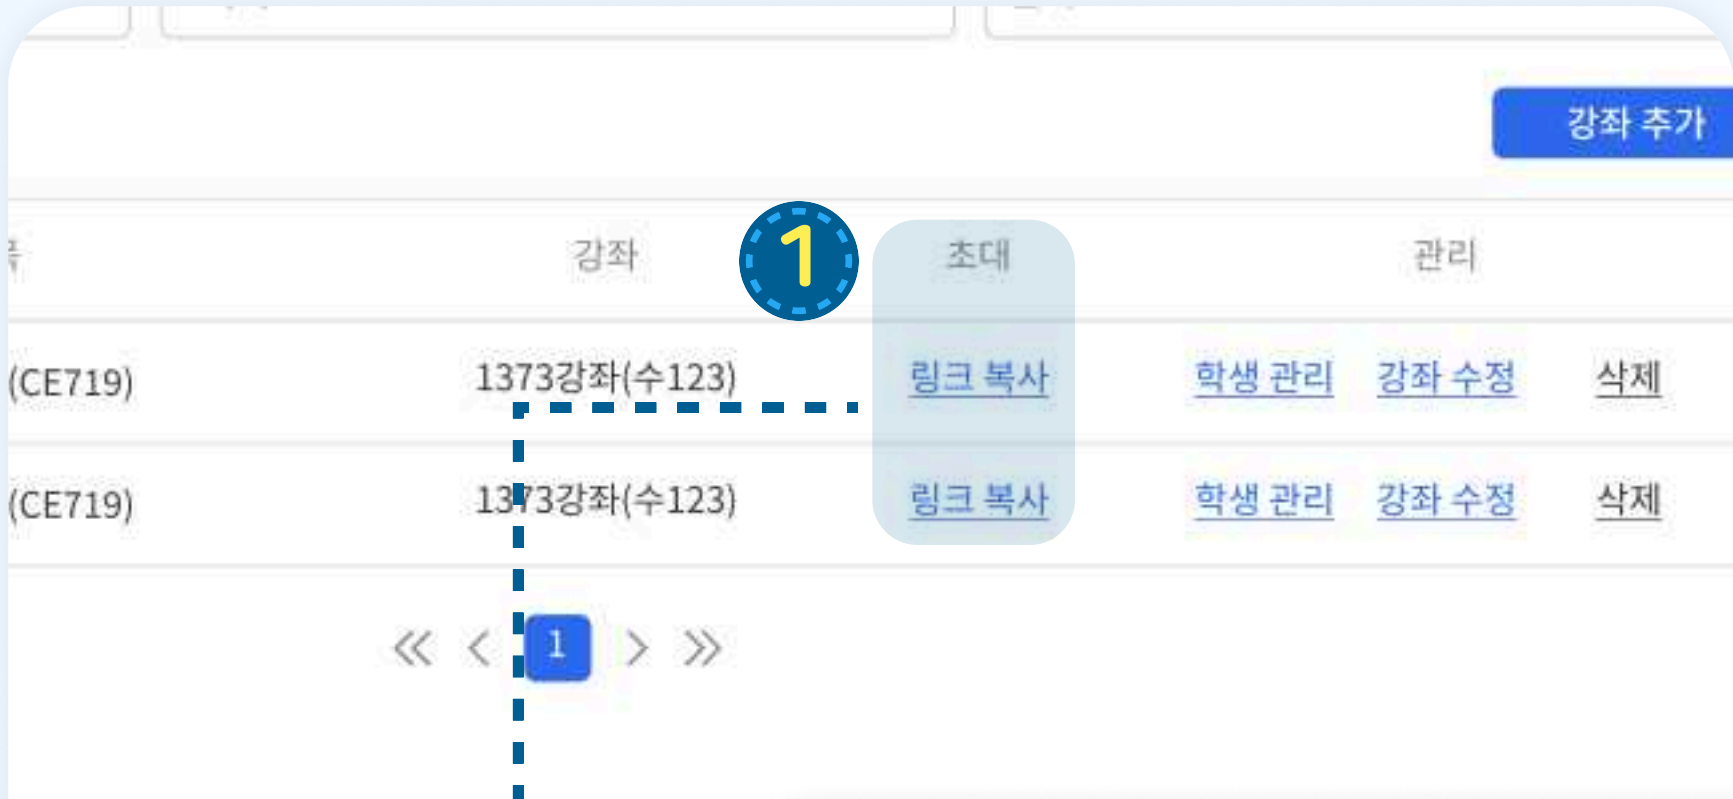 강좌 추가
1
강좌 초대 관리
(CE719) 1373강좌(수123) 링크 복사 학생 관리 강좌 수정 삭제
(CE719) 1373강좌(수123) 링크 복사 학생 관리 강좌 수정 삭제
1